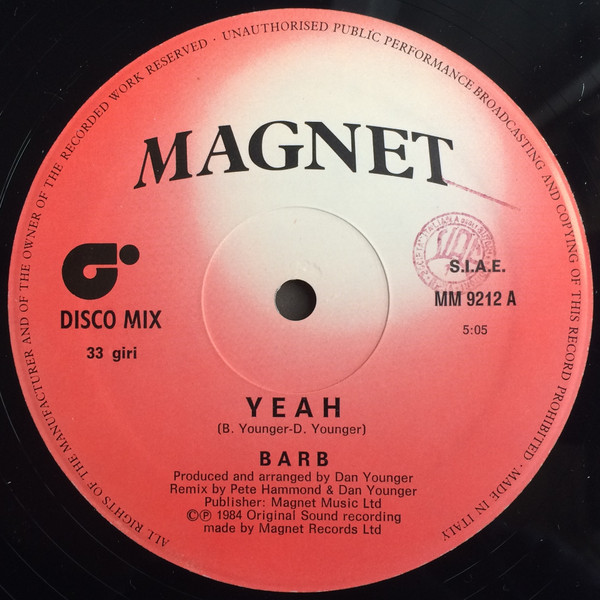 ALL RIGHTS OF THE MANUFACTURER AND OF THE OWNER OF THE RECORDED WORK RESERVED · UNAUTHORISED PUBLIC PERFORMANCE BROADCASTING AND COPYING OF THIS RECORD PROHIBITED · MADE IN ITALY
MAGNET
S.I.A.E.
MM 9212 A
DISCO MIX
5:05
33 giri
YEAH
(B. Younger-D. Younger)
BARB
Produced and arranged by Dan Younger
Remix by Pete Hammond & Dan Younger
Publisher: Magnet Music Ltd
©℗ 1984 Original Sound recording
made by Magnet Records Ltd